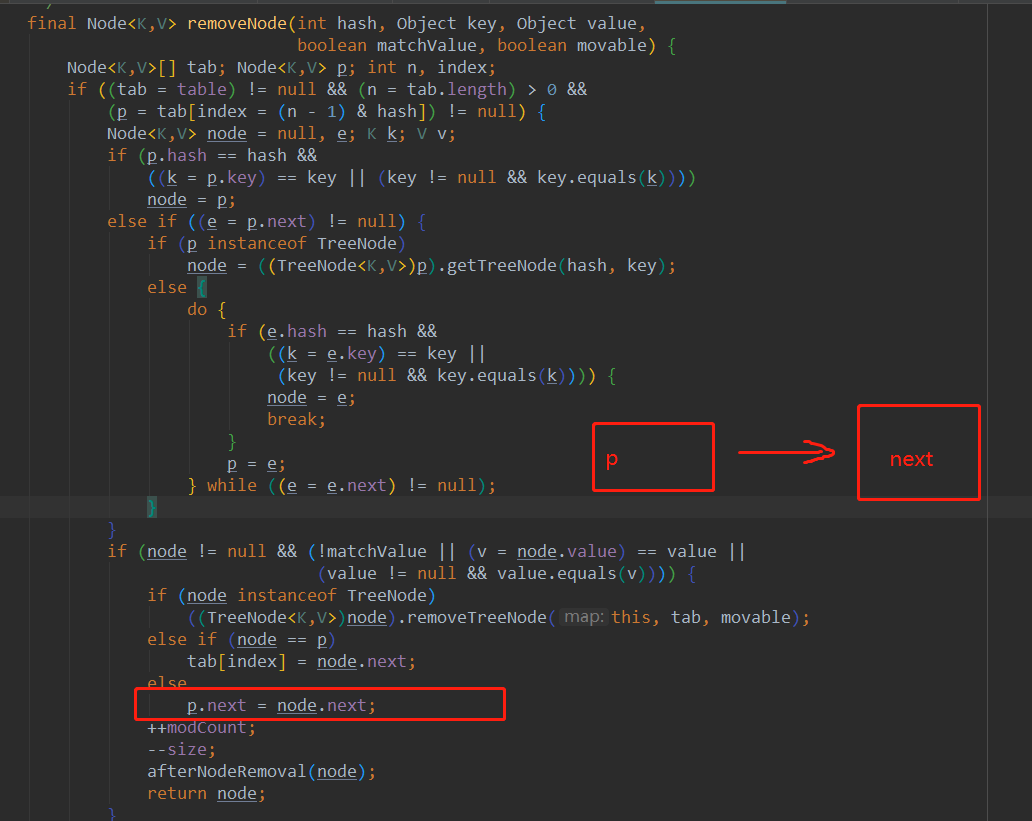 final Node<K,V> removeNode(int hash, Object key, Object value,
boolean matchValue, boolean movable) {
Node<K,V>[] tab; Node<K,V> p; int n, index;
if ((tab = table) != null && (n = tab.length) > 0 &&
(p = tab[index = (n - 1) & hash]) != null) {
Node<K,V> node = null, e; K k; V v;
if (p.hash == hash &&
((k = p.key) == key || (key != null && key.equals(k))))
node = p;
else if ((e = p.next) != null) {
if (p instanceof TreeNode)
node = ((TreeNode<K,V>)p).getTreeNode(hash, key);
else {
do {
if (e.hash == hash &&
((k = e.key) == key ||
(key != null && key.equals(k)))) {
node = e;
break;
}
p = e;
} while ((e = e.next) != null);
}
}
p
next
if (node != null && (!matchValue || (v = node.value) == value ||
(value != null && value.equals(v)))) {
if (node instanceof TreeNode)
((TreeNode<K,V>)node).removeTreeNode( map: this, tab, movable);
else if (node == p)
tab[index] = node.next;
else
p.next = node.next;
++modCount;
--size;
afterNodeRemoval(node);
return node;
}